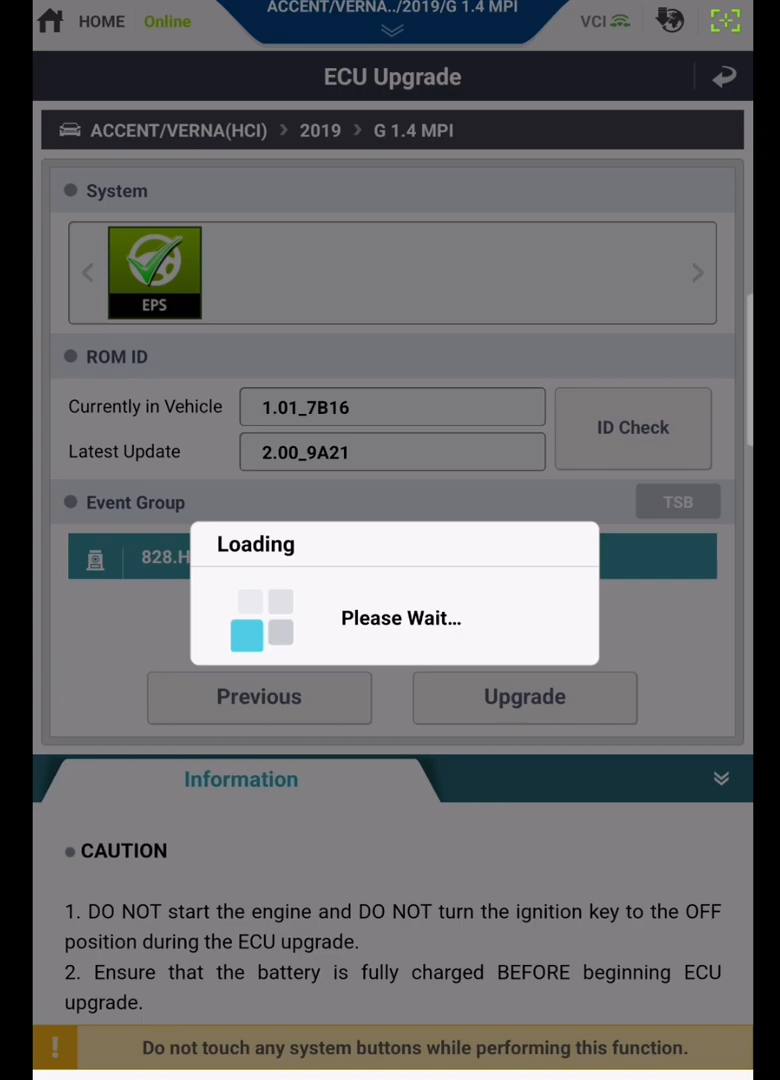 ACCENT/VERNA../2019/G 1.4 MPI
HOME Online VCI
ECU Upgrade
ACCENT/VERNA(HCI) > 2019 > G 1.4 MPI
System
EPS
ROM ID
Currently in Vehicle 1.01_7B16
ID Check
Latest Update 2.00_9A21
Event Group TSB
828.H
Loading
Please Wait...
Previous Upgrade
Information
CAUTION
1. DO NOT start the engine and DO NOT turn the ignition key to the OFF
position during the ECU upgrade.
2. Ensure that the battery is fully charged BEFORE beginning ECU
upgrade.
! Do not touch any system buttons while performing this function.